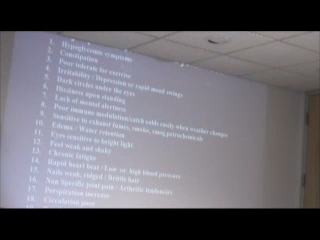 1. Hypoglycemic symptoms
2. Constipation
3. Poor tolerate for exercise
4. Irritability / Depression or rapid mood swings
5. Dark circles under the eyes
6. Dizziness upon standing
7. Lack of mental alertness
8. Poor immune modulation/catch colds easily when weather changes
9. Sensitive to exhaust fumes, smoke, smog, petrochemicals
10. Edema / Water retention
11. Eyes sensitive to bright light
12. Feel weak and shaky
13. Chronic fatigue
14. Rapid heart beat / Low or high blood pressure
15. Nails weak, ridged / Brittle hair
16. Non Specific joint pain / Arthritic tendencies
17. Perspiration increase
18. Circulation poor